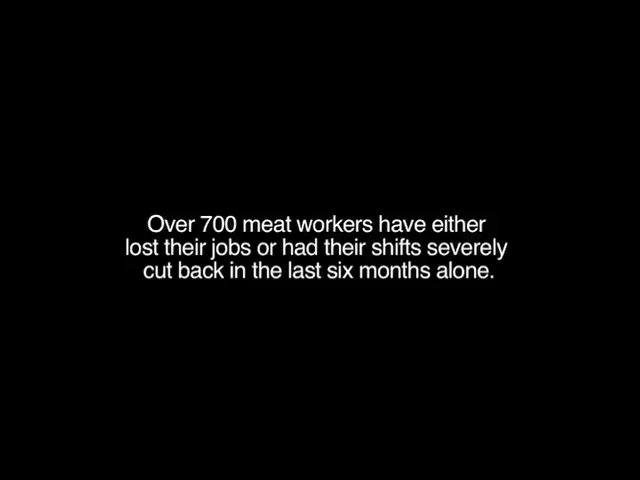 Over 700 meat workers have either
lost their jobs or had their shifts severely
cut back in the last six months alone.